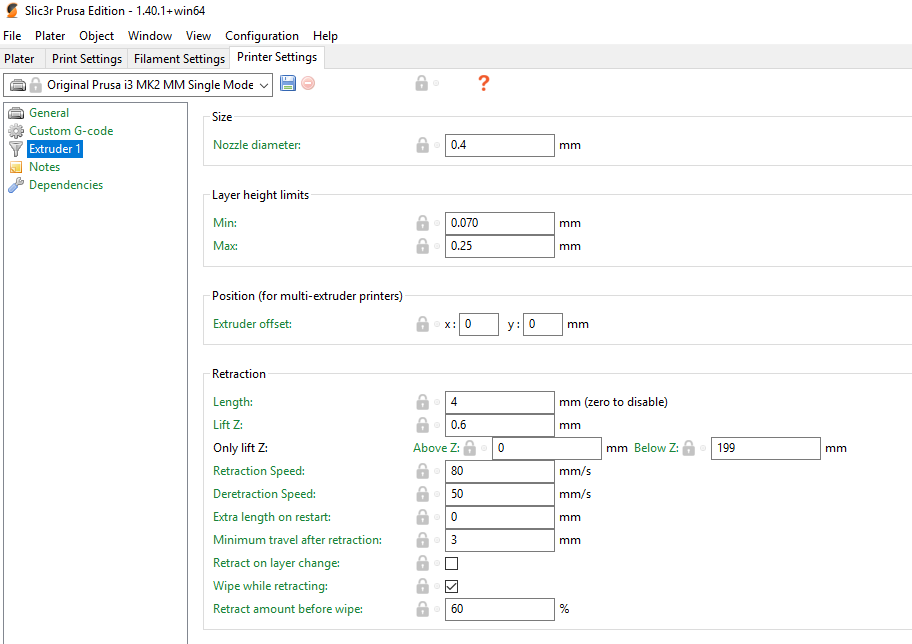 Slic3r Prusa Edition - 1.40.1+win64
File Plater Object Window View Configuration Help
Plater Print Settings Filament Settings Printer Settings
Original Prusa i3 MK2 MM Single Mode ?
General
Custom G-code
Extruder 1
Notes
Dependencies
Size
Nozzle diameter: 0.4 mm
Layer height limits
Min: 0.070 mm
Max: 0.25 mm
Position (for multi-extruder printers)
Extruder offset: x : 0 y : 0 mm
Retraction
Length: 4 mm (zero to disable)
Lift Z: 0.6 mm
Only lift Z: Above Z: 0 mm Below Z: 199 mm
Retraction Speed: 80 mm/s
Deretraction Speed: 50 mm/s
Extra length on restart: 0 mm
Minimum travel after retraction: 3 mm
Retract on layer change:
Wipe while retracting:
Retract amount before wipe: 60 %